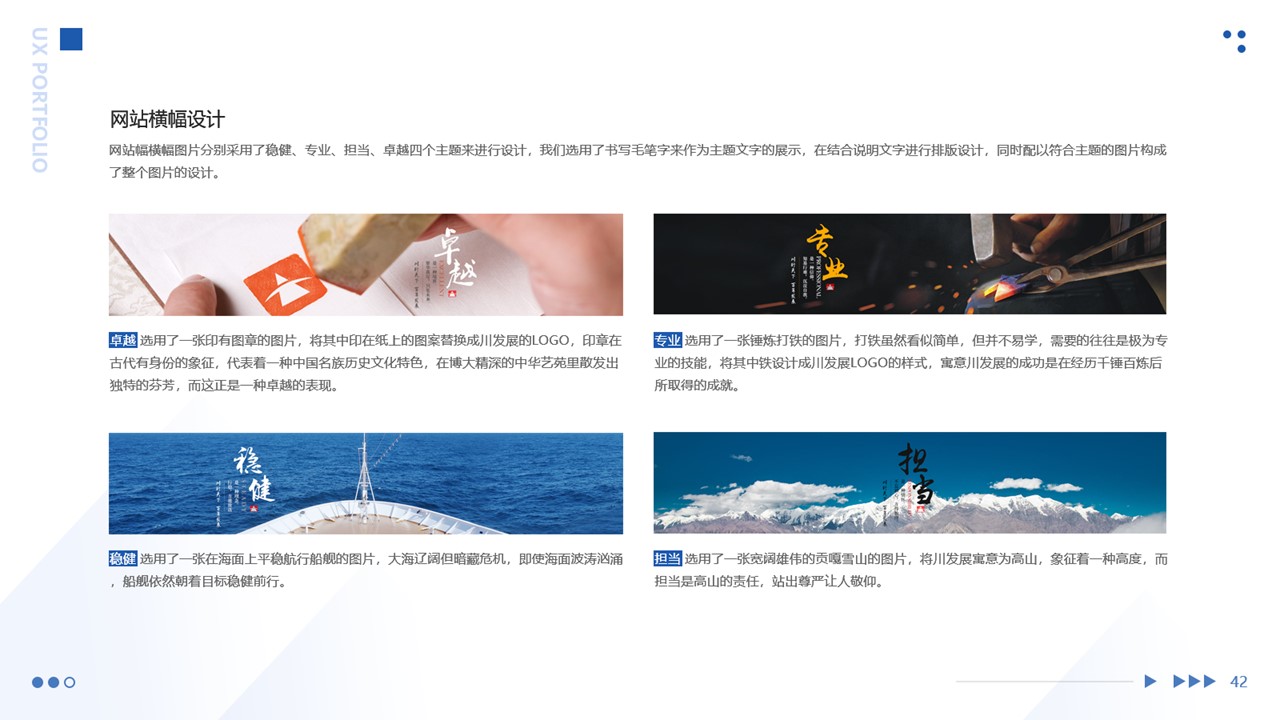 UX PORTFOLIO
网站横幅设计
网站幅横幅图片分别采用了稳健、专业、担当、卓越四个主题来进行设计，我们选用了书写毛笔字来作为主题文字的展示，在结合说明文字进行排版设计，同时配以符合主题的图片构成
了整个图片的设计。
卓越
专业
PROFESSIONAL
卓越 选用了一张印有图章的图片，将其中印在纸上的图案替换成川发展的LOGO，印章在
古代有身份的象征，代表着一种中国名族历史文化特色，在博大精深的中华艺苑里散发出
独特的芬芳，而这正是一种卓越的表现。
专业 选用了一张锤炼打铁的图片，打铁虽然看似简单，但并不易学，需要的往往是极为专
业的技能，将其中铁设计成川发展LOGO的样式，寓意川发展的成功是在经历千锤百炼后
所取得的成就。
稳健
担当
稳健 选用了一张在海面上平稳航行船舰的图片，大海辽阔但暗藏危机，即使海面波涛汹涌
，船舰依然朝着目标稳健前行。
担当 选用了一张宽阔雄伟的贡嘎雪山的图片，将川发展寓意为高山，象征着一种高度，而
担当是高山的责任，站出尊严让人敬仰。
42